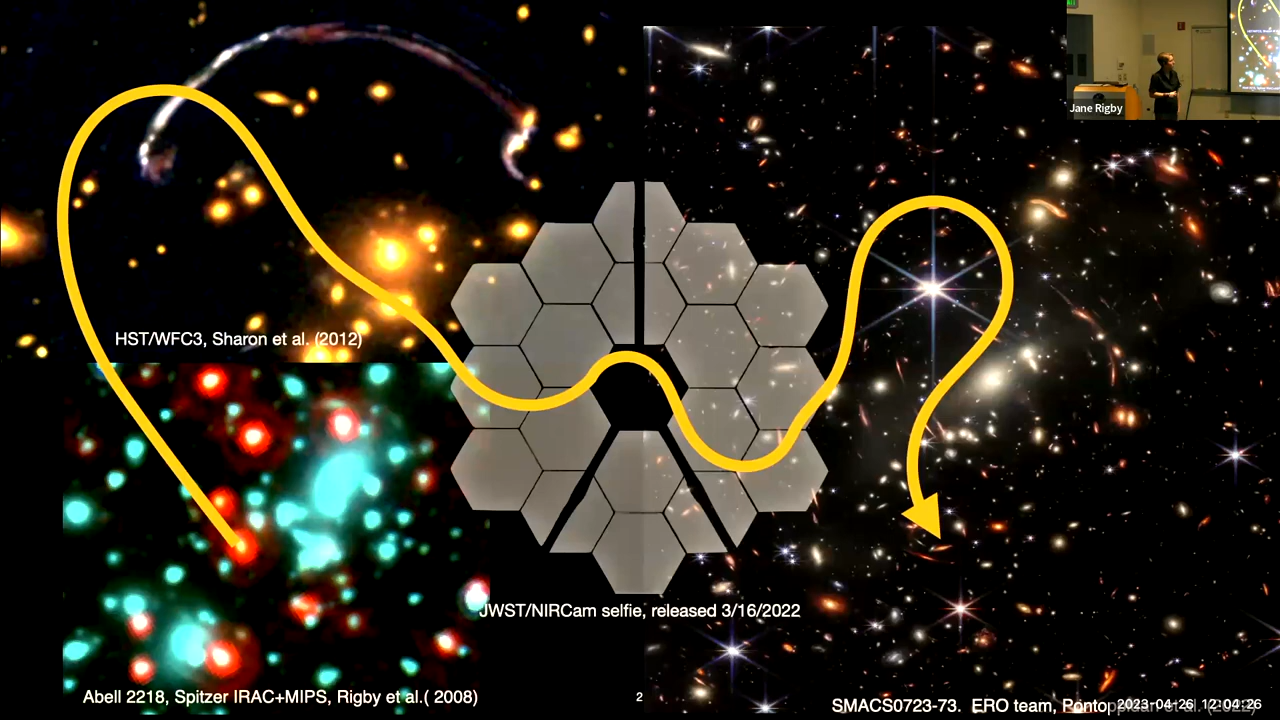 Jane Rigby
HST/WFC3, Sharon et al. (2012)
JWST/NIRCam selfie, released 3/16/2022
Abell 2218, Spitzer IRAC+MIPS, Rigby et al.( 2008)
2
SMACS0723-73. ERO team, Pontop
2023-04-26 12:04:26